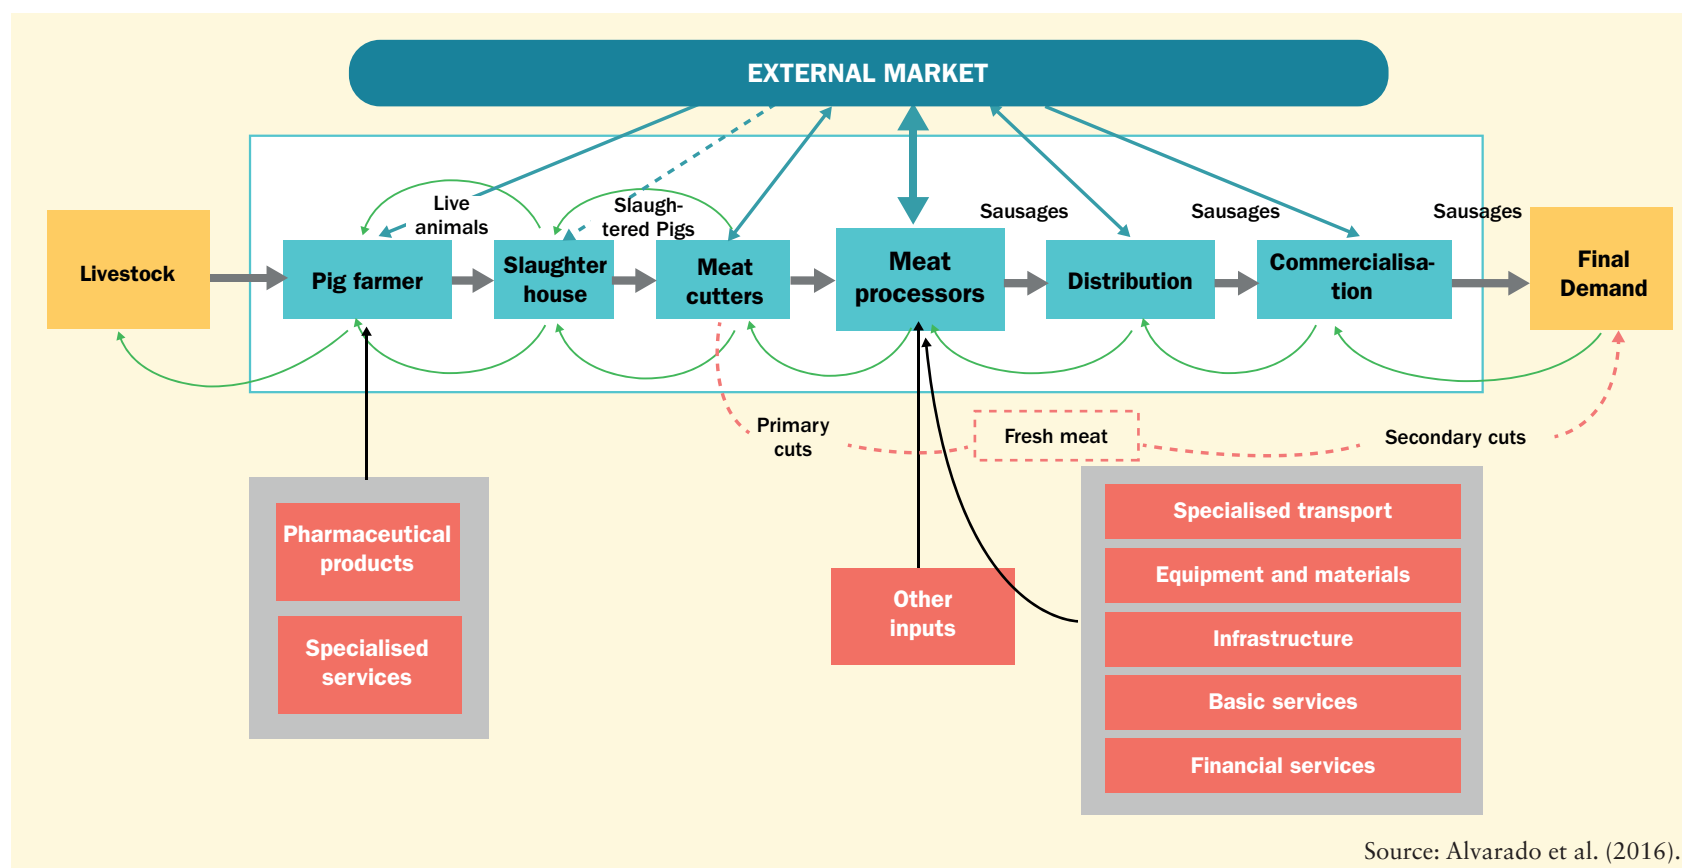 EXTERNAL MARKET
Live
animals
Slaugh-
tered Pigs
Sausages
Sausages
Sausages
Livestock
Pig farmer
Slaughter
house
Meat
cutters
Meat
processors
Distribution
Commercialisa-
tion
Final
Demand
Primary
cuts
Fresh meat
Secondary cuts
Pharmaceutical
products
Specialised
services
Other
inputs
Specialised transport
Equipment and materials
Infrastructure
Basic services
Financial services
Source: Alvarado et al. (2016).